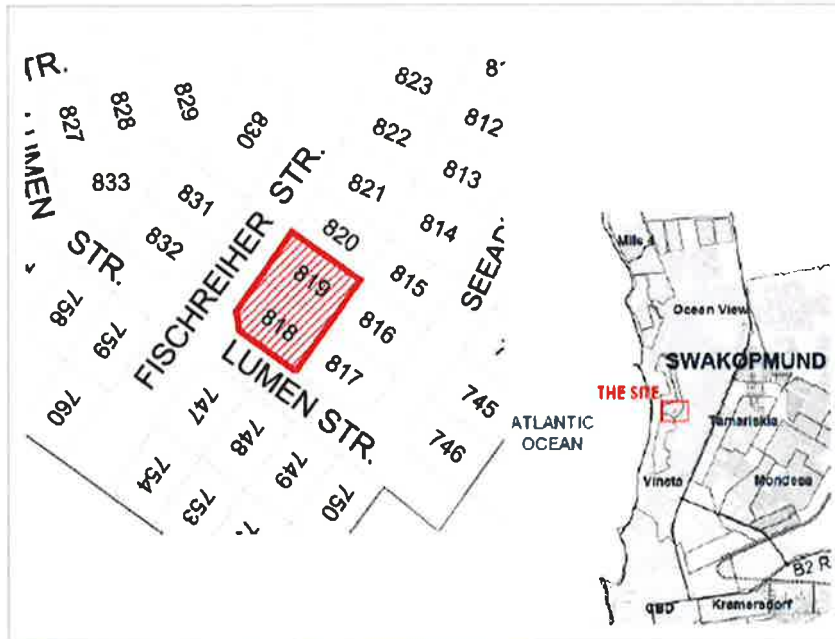 TR.
LUMEN
STR.
827
828
829
830
833
831
832
758
759
760
FISCHREIHER STR.
823
822
821
820
819
818
812
813
814
815
816
817
LUMEN STR.
747
748
749
750
754
753
745
746
ATLANTIC
OCEAN
Mile 4
Ocean View
SWAKOPMUND
THE SITE
Tamariskia
Vineta
Mondesa
B2 R
CBD
Kramersdorf